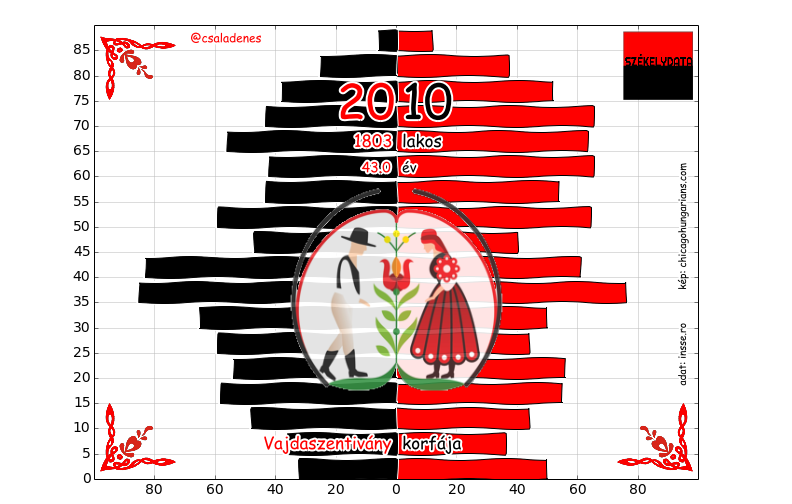 @csaladenes
SZÉKELYDATA
2010
1803 lakos
43.0 év
kép: chicagohungarians.com
adat: insse.ro
Vajdaszentivány korfája
85
80
75
70
65
60
55
50
45
40
35
30
25
20
15
10
5
0
80 60 40 20 0 20 40 60 80